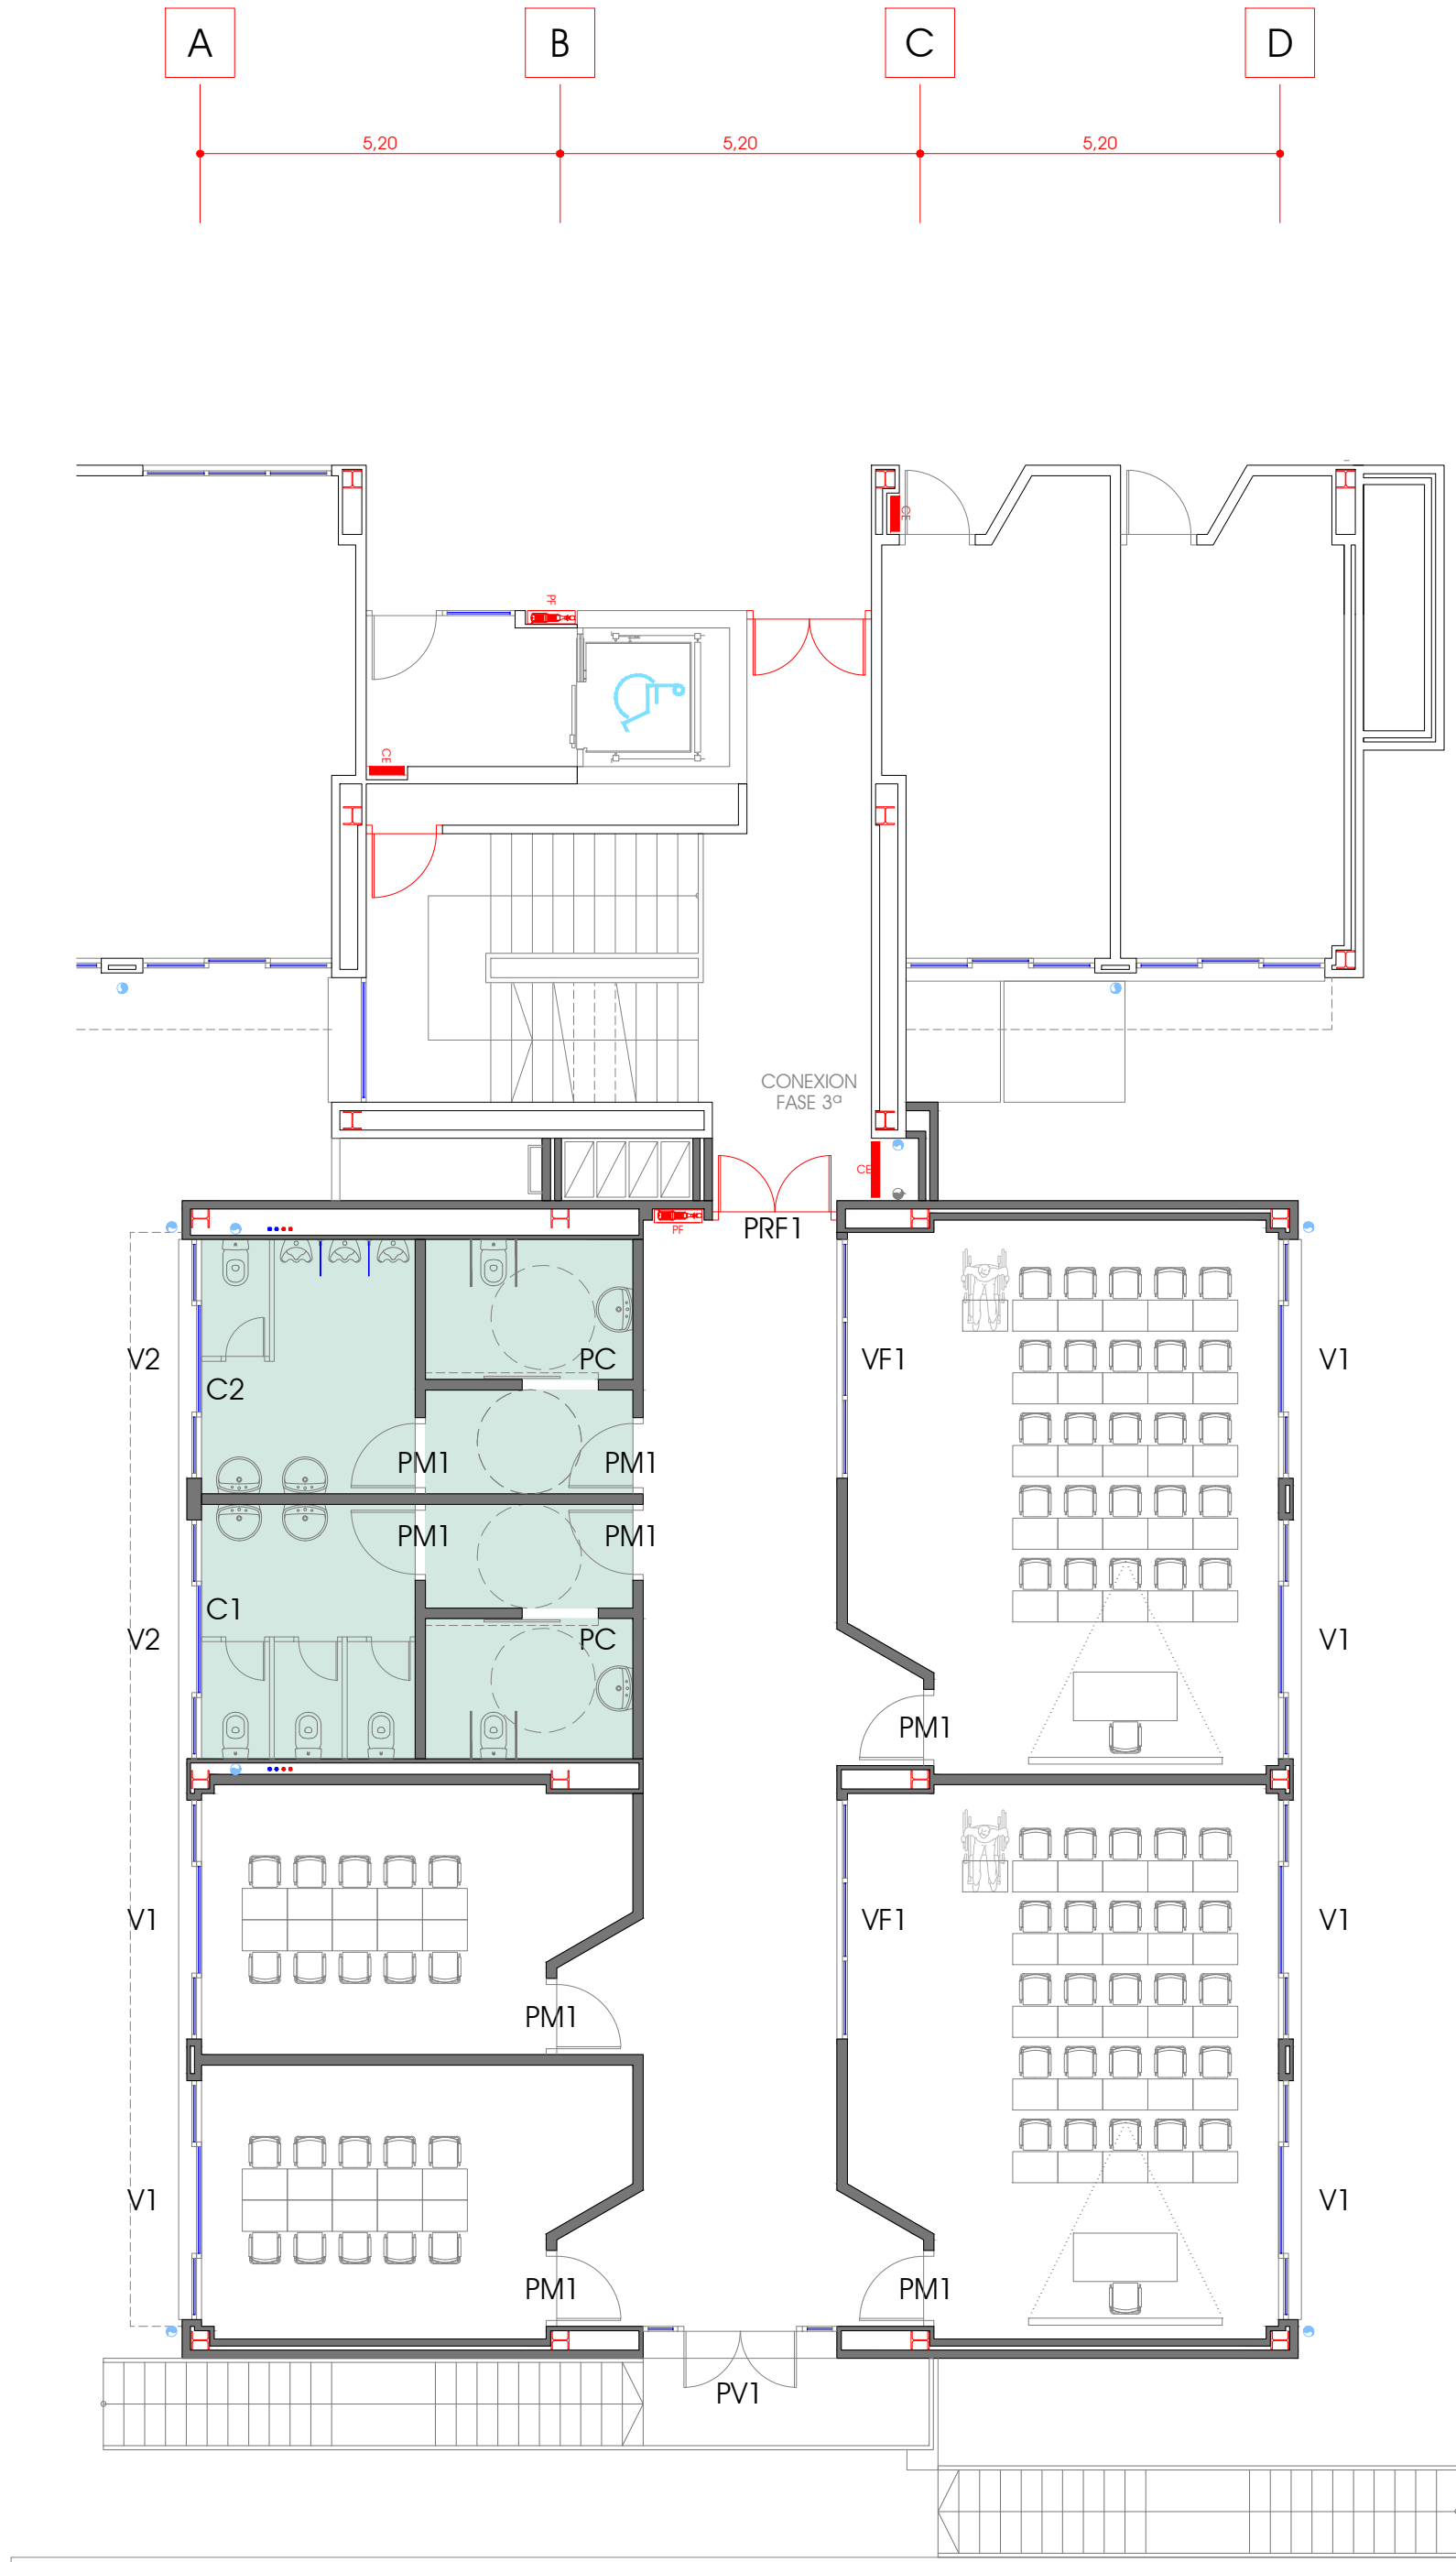 A B C D
5,20 5,20 5,20
CE
PF
CE
CONEXION
FASE 3ª
CE
PF PRF1
V2 PC VF1 V1
C2
PM1 PM1
PM1 PM1
C1
V2 PC V1
PM1
V1 VF1 V1
PM1
V1 V1
PM1 PM1
PV1